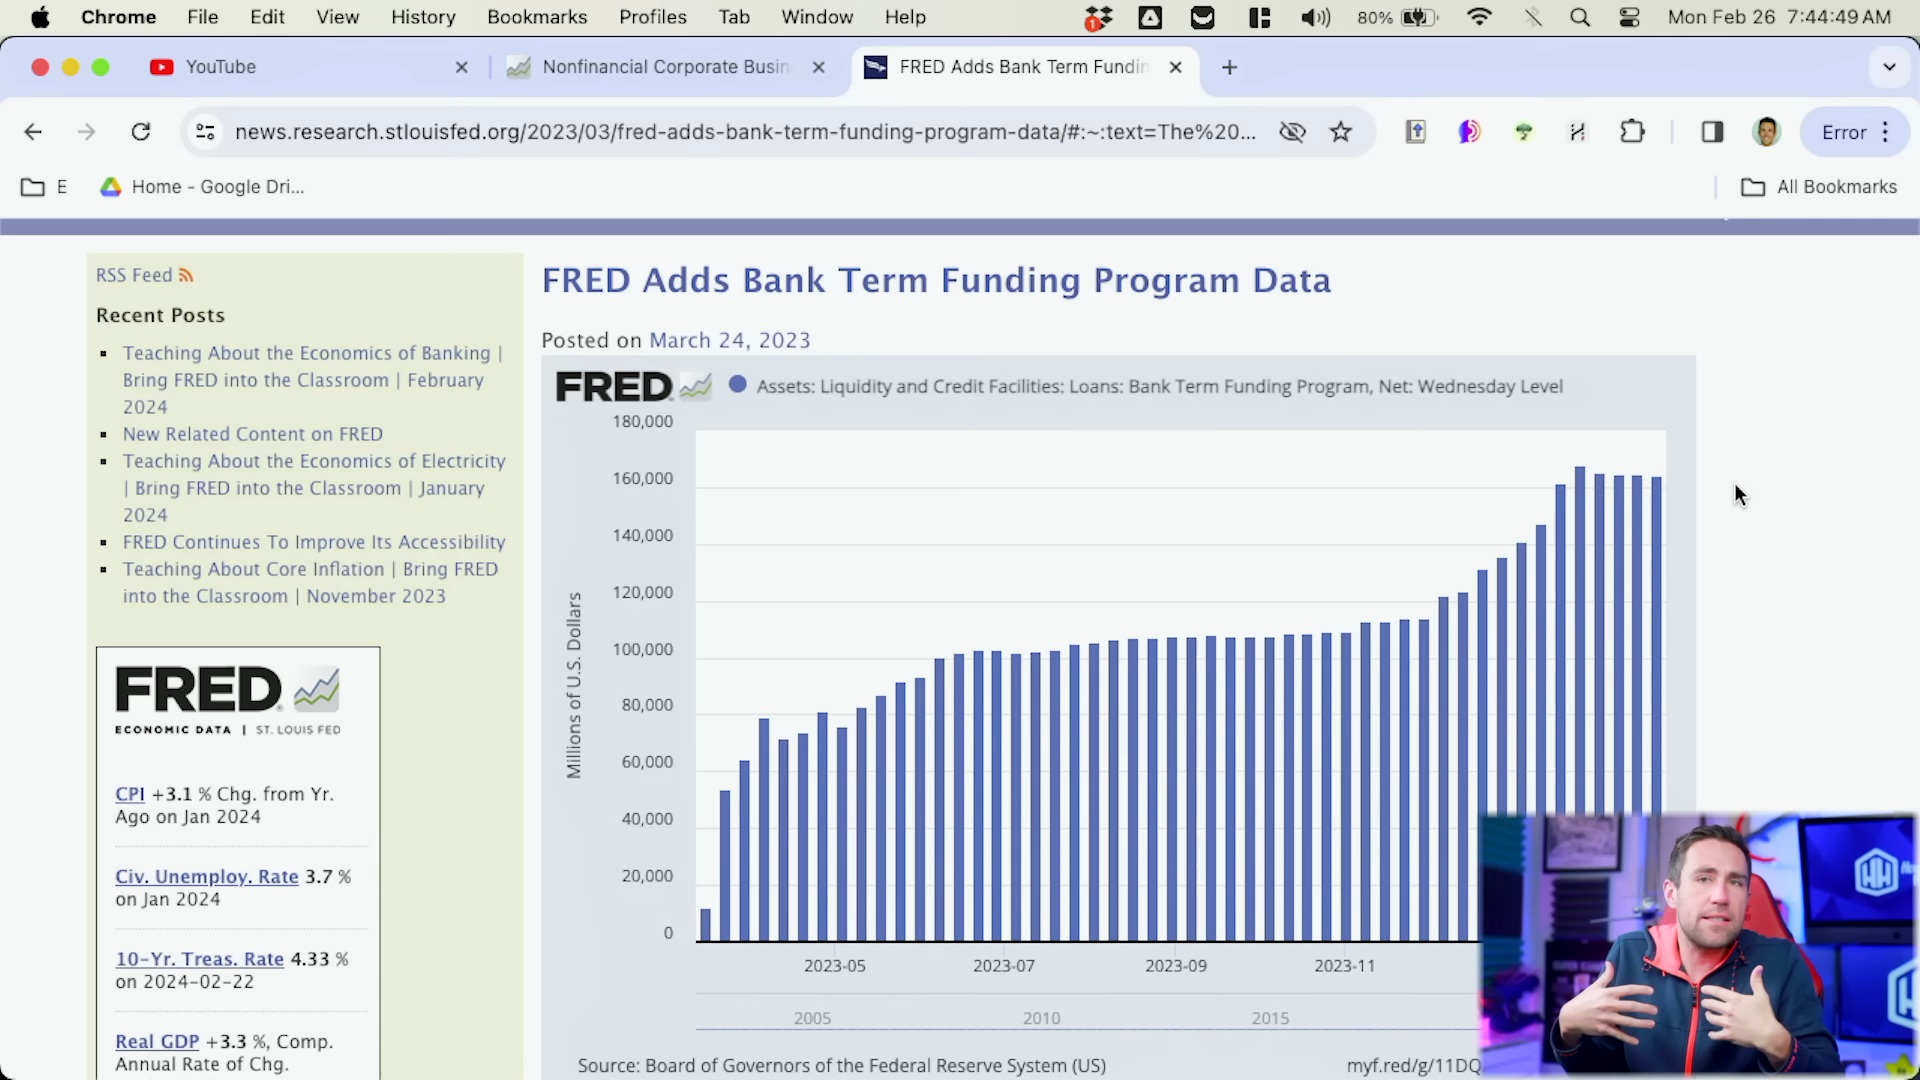 Chrome File Edit View History Bookmarks Profiles Tab Window Help 1 80% Mon Feb 26 7:44:49 AM
YouTube Nonfinancial Corporate Busin FRED Adds Bank Term Fundin
news.research.stlouisfed.org/2023/03/fred-adds-bank-term-funding-program-data/#:~:text=The%20... Error
E Home - Google Dri... All Bookmarks
RSS Feed
Recent Posts
Teaching About the Economics of Banking |
Bring FRED into the Classroom | February
2024
New Related Content on FRED
Teaching About the Economics of Electricity
| Bring FRED into the Classroom | January
2024
FRED Continues To Improve Its Accessibility
Teaching About Core Inflation | Bring FRED
into the Classroom | November 2023
FRED
ECONOMIC DATA | ST. LOUIS FED
CPI +3.1 % Chg. from Yr.
Ago on Jan 2024
Civ. Unemploy. Rate 3.7 %
on Jan 2024
10-Yr. Treas. Rate 4.33 %
on 2024-02-22
Real GDP +3.3 %, Comp.
Annual Rate of Chg.
FRED Adds Bank Term Funding Program Data
Posted on March 24, 2023
FRED Assets: Liquidity and Credit Facilities: Loans: Bank Term Funding Program, Net: Wednesday Level
Millions of U.S. Dollars
180,000
160,000
140,000
120,000
100,000
80,000
60,000
40,000
20,000
0
2023-05 2023-07 2023-09 2023-11
2005 2010 2015
Source: Board of Governors of the Federal Reserve System (US) myf.red/g/11DQ